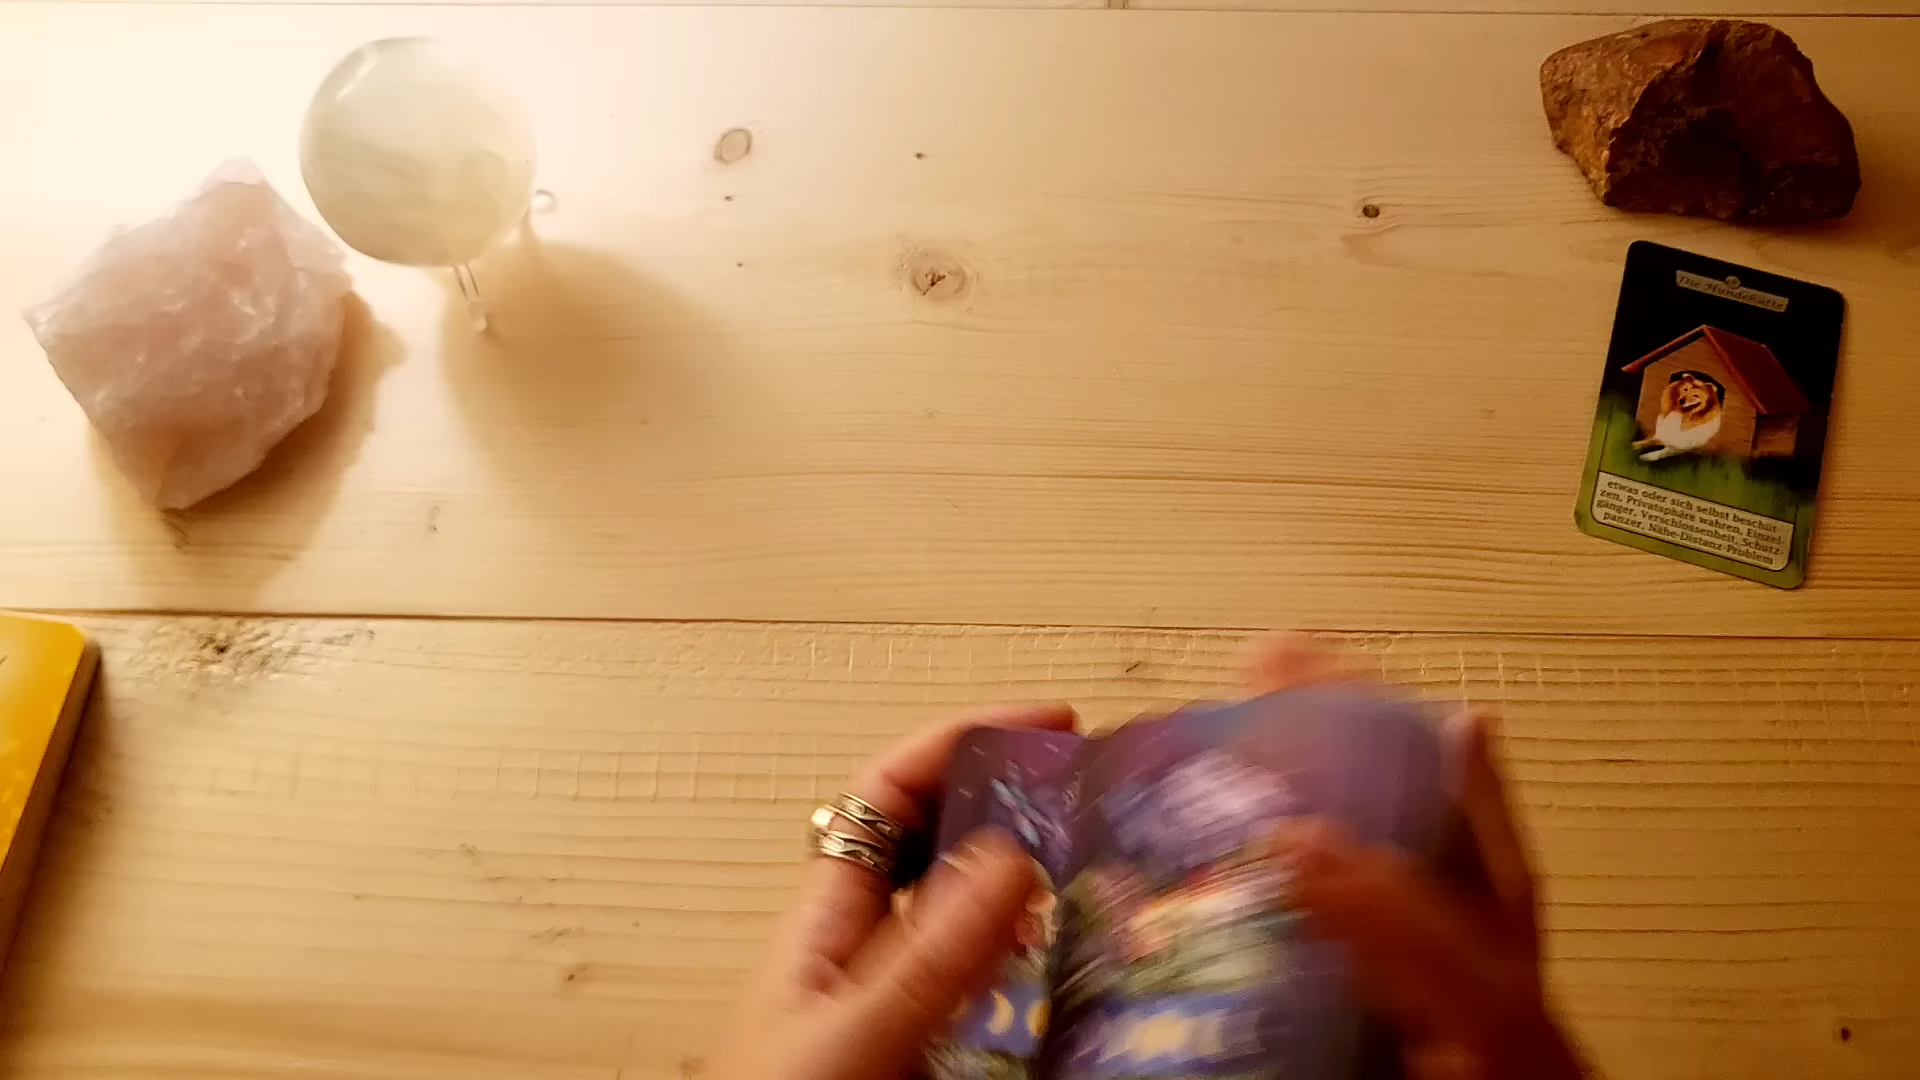 Die Hundehütte
etwas oder sich selbst beschüt-
zen, Privatsphäre wahren, Einzel-
gänger, Verschlossenheit, Schutz-
panzer, Nähe-Distanz-Problem